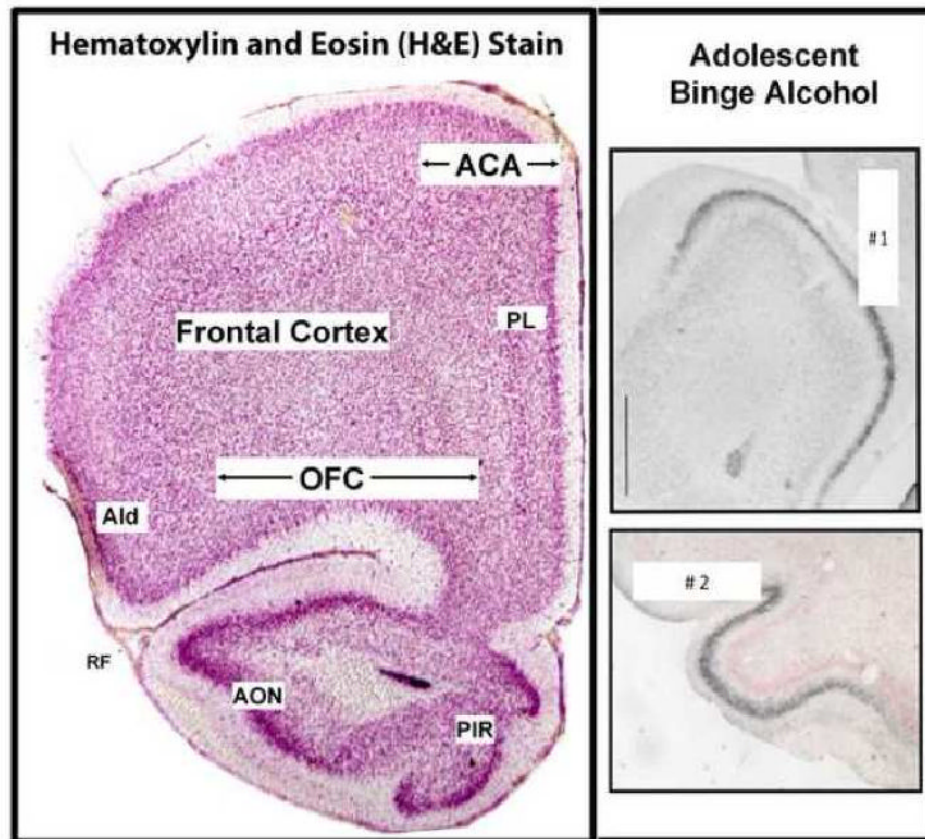 Hematoxylin and Eosin (H&E) Stain
ACA
Frontal Cortex
PL
OFC
AId
RF
AON
PIR
Adolescent
Binge Alcohol
#1
#2